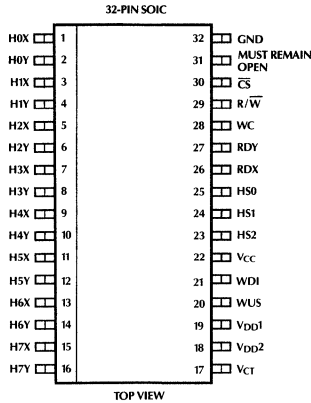 32-PIN SOIC
H0X 1 32 GND
H0Y 2 31 MUST REMAIN
OPEN
H1X 3 30 C̅S̅
H1Y 4 29 R/W̅
H2X 5 28 WC
H2Y 6 27 RDY
H3X 7 26 RDX
H3Y 8 25 HS0
H4X 9 24 HS1
H4Y 10 23 HS2
H5X 11 22 VCC
H5Y 12 21 WDI
H6X 13 20 WUS
H6Y 14 19 VDD1
H7X 15 18 VDD2
H7Y 16 17 VCT
TOP VIEW